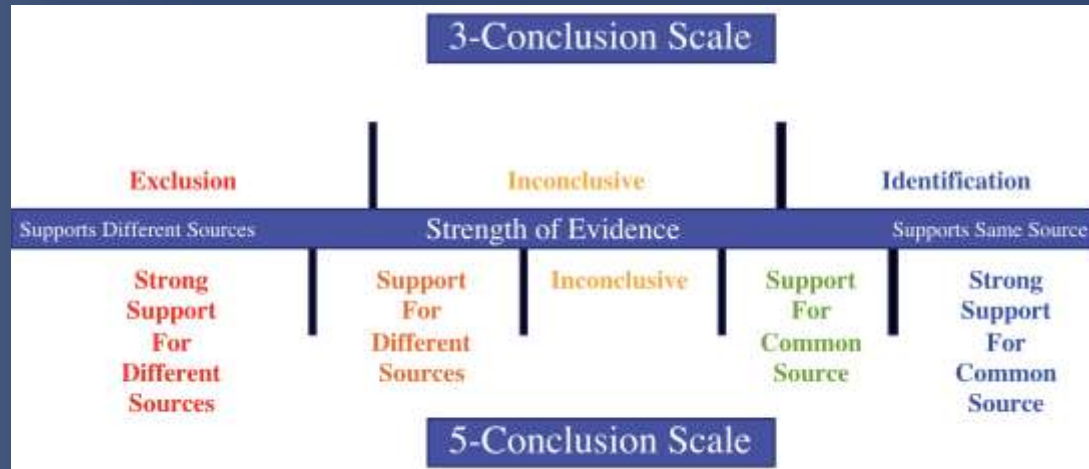 3-Conclusion Scale
Exclusion
Inconclusive
Identification
Supports Different Sources
Strength of Evidence
Supports Same Source
Strong
Support
For
Different
Sources
Support
For
Different
Sources
Inconclusive
Support
For
Common
Source
Strong
Support
For
Common
Source
5-Conclusion Scale